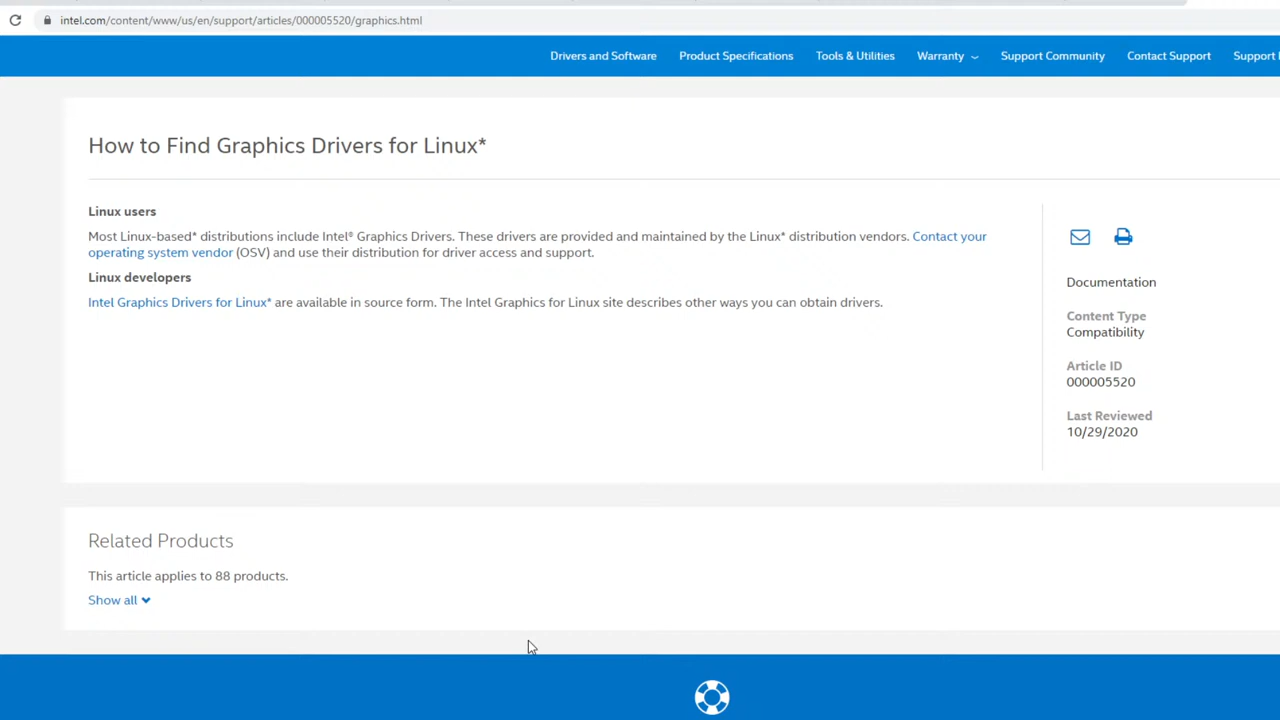 intel.com/content/www/us/en/support/articles/000005520/graphics.html
Drivers and Software Product Specifications Tools & Utilities Warranty Support Community Contact Support Support
How to Find Graphics Drivers for Linux*
Linux users
Most Linux-based* distributions include Intel® Graphics Drivers. These drivers are provided and maintained by the Linux* distribution vendors. Contact your
operating system vendor (OSV) and use their distribution for driver access and support.
Linux developers
Intel Graphics Drivers for Linux* are available in source form. The Intel Graphics for Linux site describes other ways you can obtain drivers.
Documentation
Content Type
Compatibility
Article ID
000005520
Last Reviewed
10/29/2020
Related Products
This article applies to 88 products.
Show all